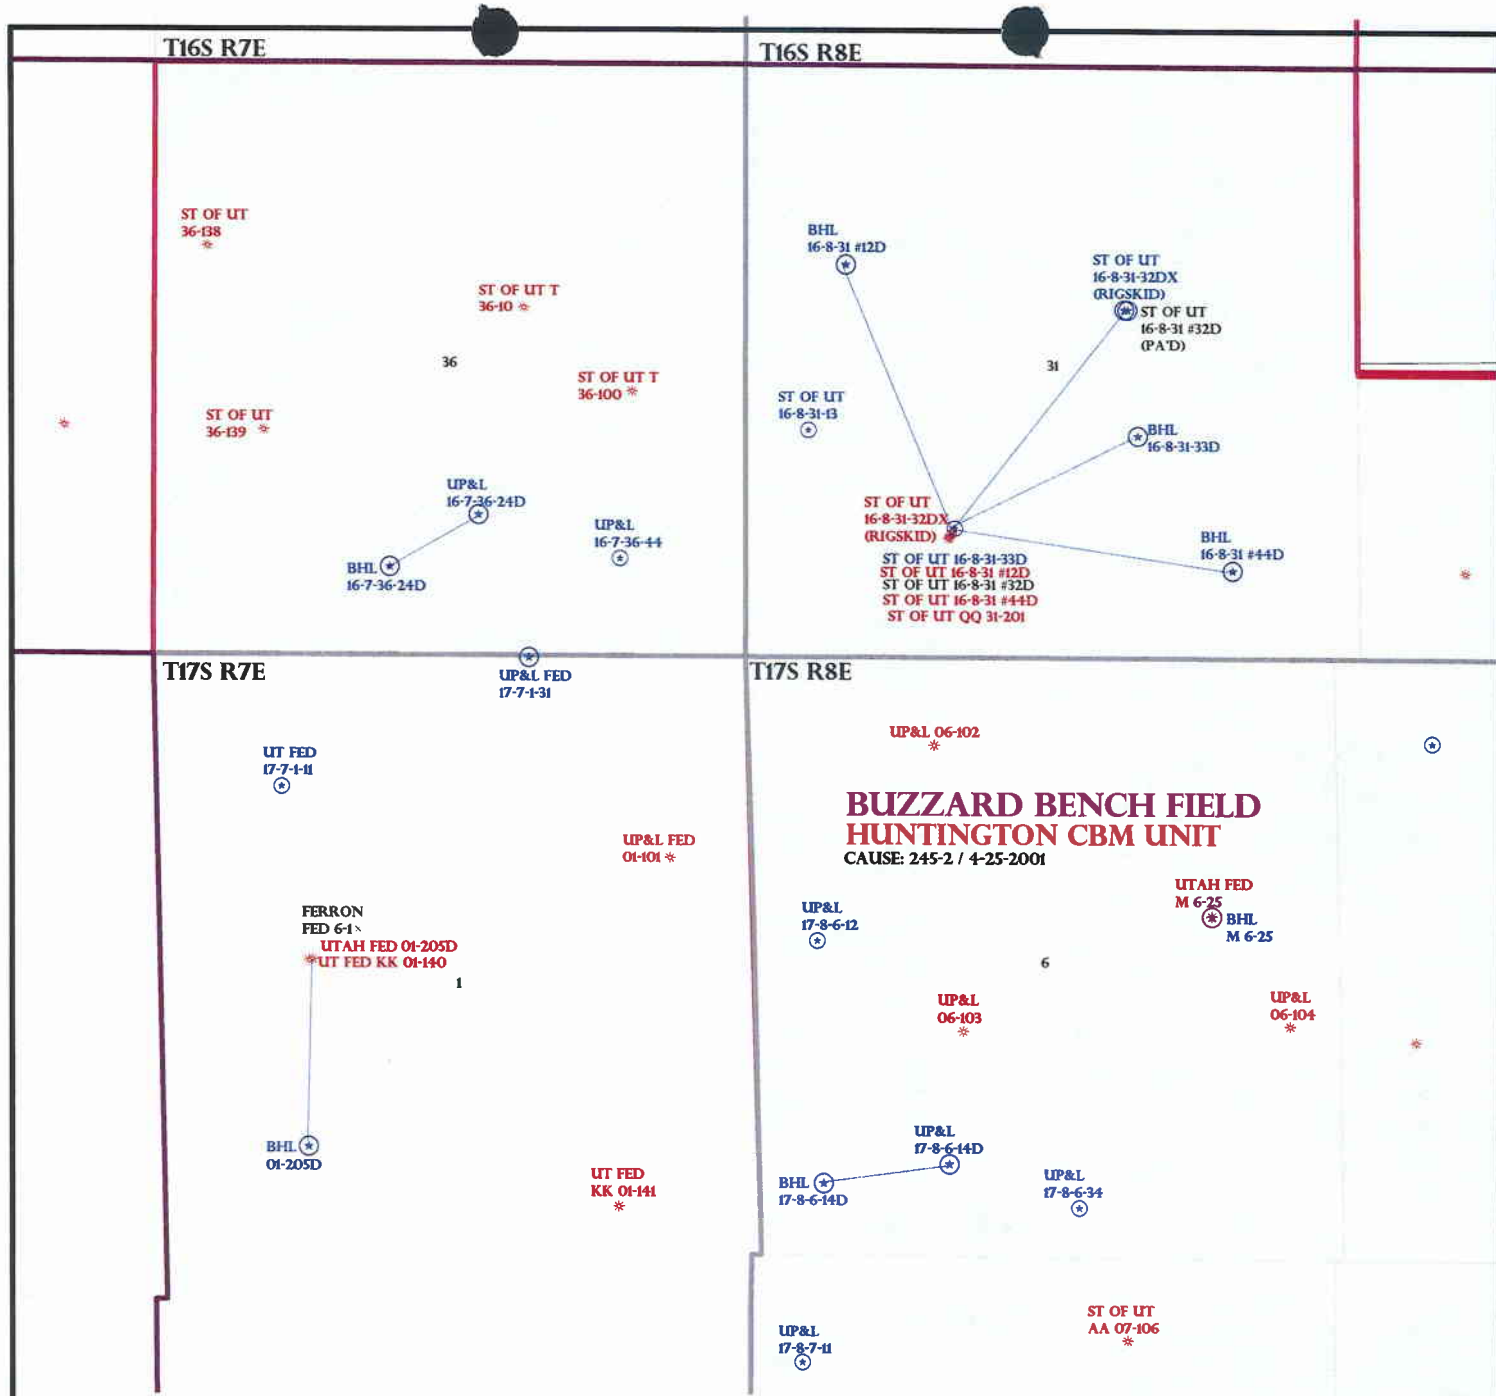 T16S R7E
T16S R8E
ST OF UT
36-138
ST OF UT T
36-10
36
ST OF UT T
36-100
ST OF UT
36-139
UP&L
16-7-36-24D
BHL
16-7-36-24D
UP&L
16-7-36-44
BHL
16-8-31 #12D
ST OF UT
16-8-31-32DX
(RIGSKID)
ST OF UT
16-8-31 #32D
(PA'D)
31
ST OF UT
16-8-31-13
BHL
16-8-31-33D
ST OF UT
16-8-31-32DX
(RIGSKID)
ST OF UT 16-8-31-33D
ST OF UT 16-8-31 #12D
ST OF UT 16-8-31 #32D
ST OF UT 16-8-31 #44D
ST OF UT QQ 31-201
BHL
16-8-31 #44D
T17S R7E
UP&L FED
17-7-1-31
UT FED
17-7-1-11
UP&L FED
01-101
FERRON
FED 6-1
UTAH FED 01-205D
UT FED KK 01-140
1
BHL
01-205D
UT FED
KK 01-141
T17S R8E
UP&L 06-102
BUZZARD BENCH FIELD
HUNTINGTON CBM UNIT
CAUSE: 245-2 / 4-25-2001
UTAH FED
M 6-25
BHL
M 6-25
UP&L
17-8-6-12
6
UP&L
06-103
UP&L
06-104
UP&L
17-8-6-14D
BHL
17-8-6-14D
UP&L
17-8-6-34
ST OF UT
AA 07-106
UP&L
17-8-7-11